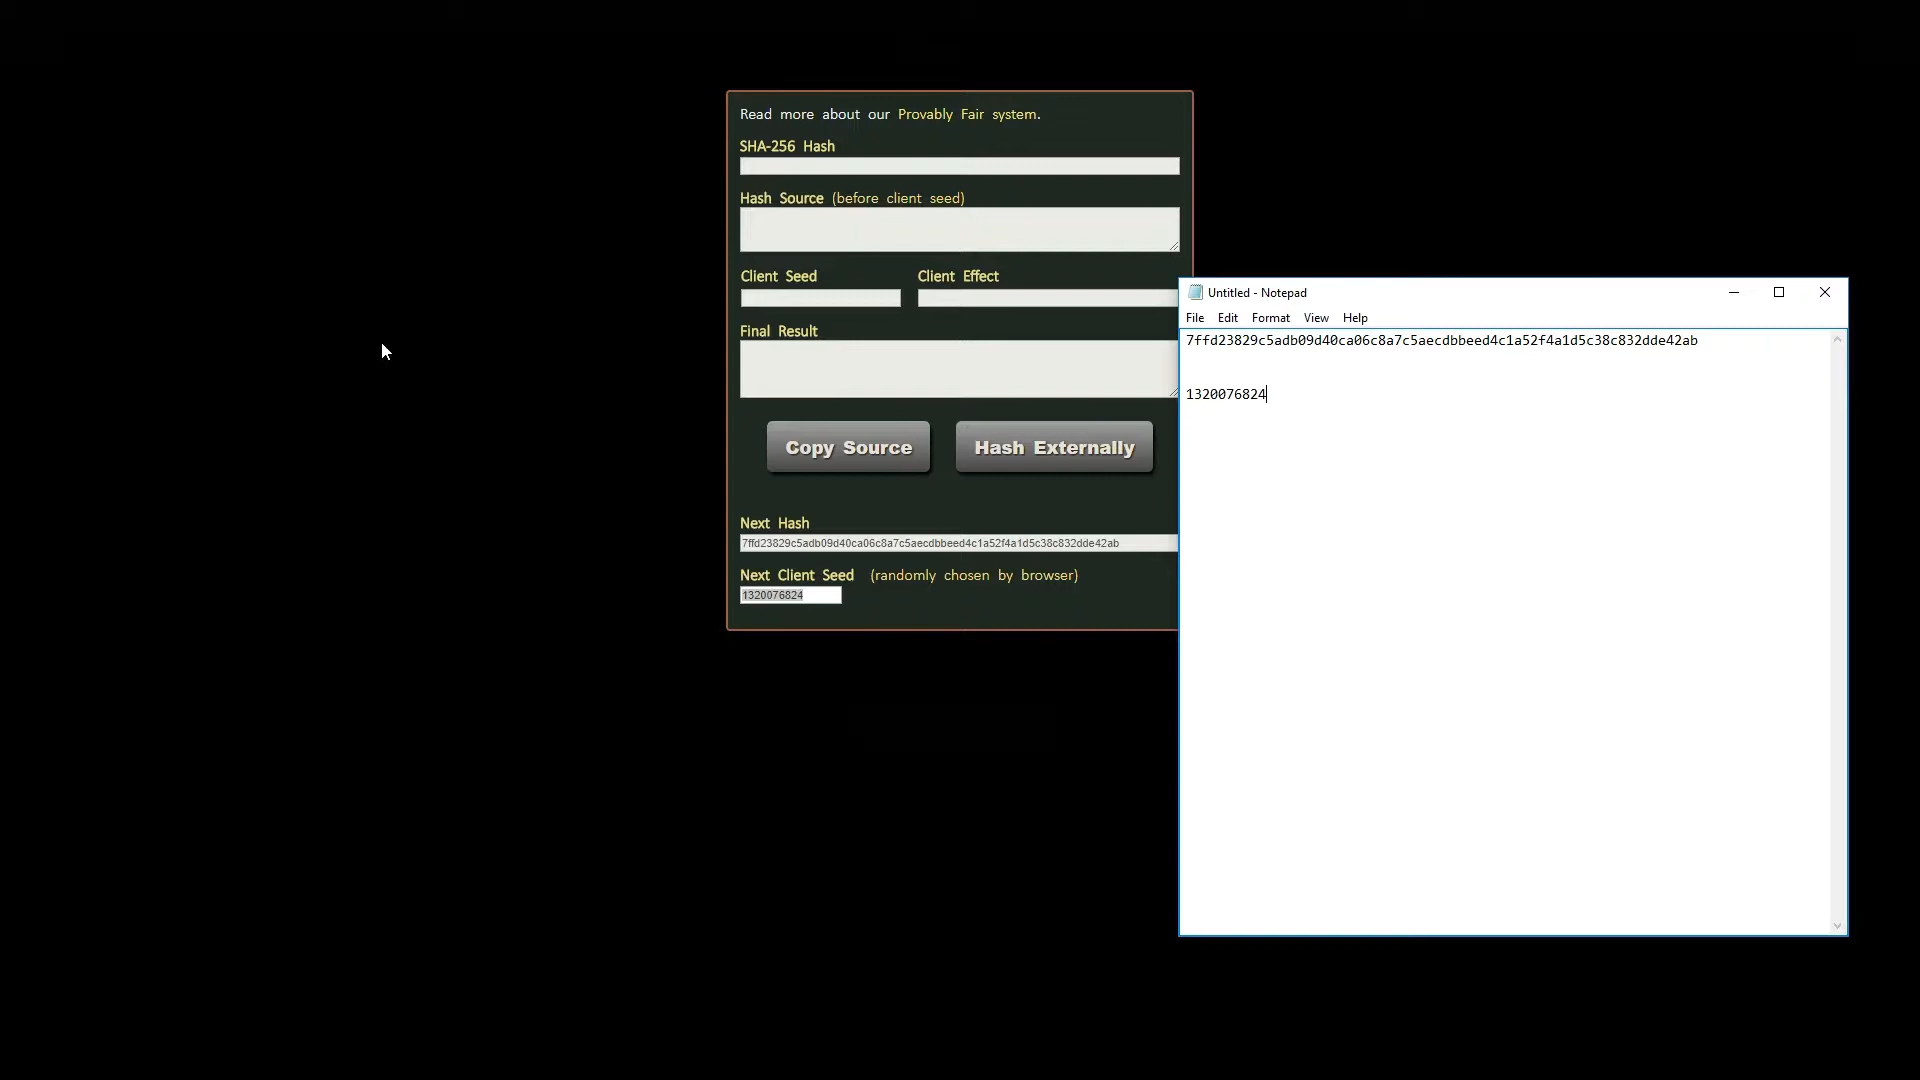 Read more about our Provably Fair system.
SHA-256 Hash
Hash Source (before client seed)
Client Seed
Client Effect
Final Result
Copy Source
Hash Externally
Next Hash
7ffd23829c5adb09d40ca06c8a7c5aecdbbeed4c1a52f4a1d5c38c832dde42ab
Next Client Seed (randomly chosen by browser)
1320076824
Untitled - Notepad
File Edit Format View Help
7ffd23829c5adb09d40ca06c8a7c5aecdbbeed4c1a52f4a1d5c38c832dde42ab
1320076824